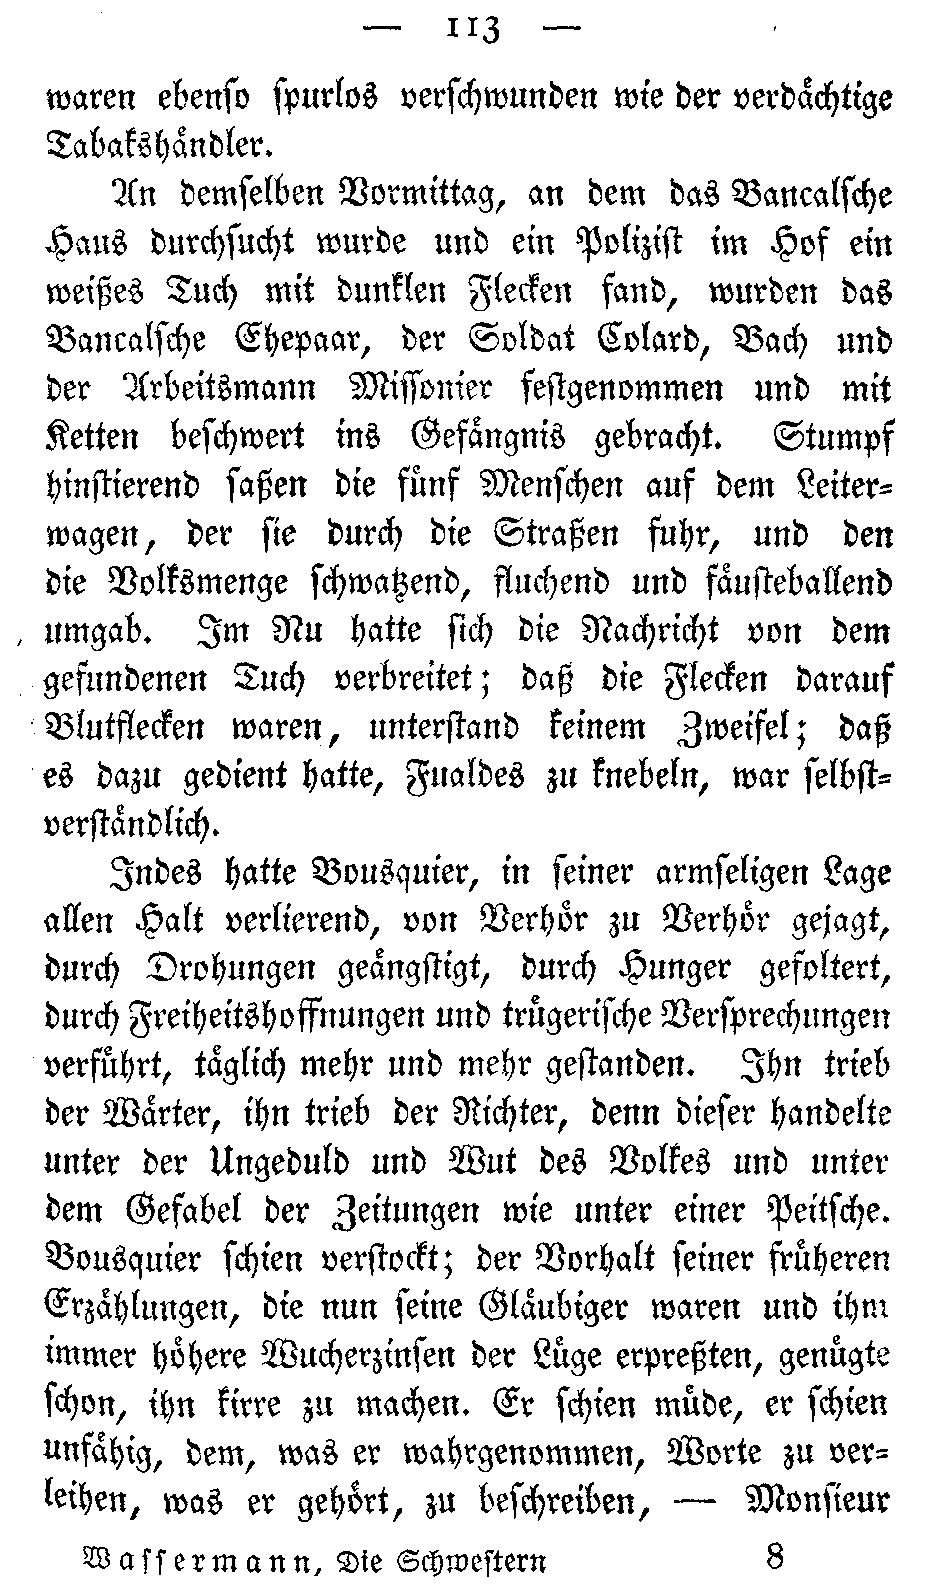 — 113 —
waren ebenso spurlos verschwunden wie der verdächtige
Tabakshändler.
An demselben Vormittag, an dem das Bancalsche
Haus durchsucht wurde und ein Polizist im Hof ein
weißes Tuch mit dunklen Flecken fand, wurden das
Bancalsche Ehepaar, der Soldat Colard, Bach und
der Arbeitsmann Missonier festgenommen und mit
Ketten beschwert ins Gefängnis gebracht. Stumpf
hinstierend saßen die fünf Menschen auf dem Leiter-
wagen, der sie durch die Straßen fuhr, und den
die Volksmenge schwatzend, fluchend und fäusteballend
umgab. Im Nu hatte sich die Nachricht von dem
gefundenen Tuch verbreitet; daß die Flecken darauf
Blutflecken waren, unterstand keinem Zweifel; daß
es dazu gedient hatte, Fualdes zu knebeln, war selbst-
verständlich.
Indes hatte Bousquier, in seiner armseligen Lage
allen Halt verlierend, von Verhör zu Verhör gejagt,
durch Drohungen geängstigt, durch Hunger gefoltert,
durch Freiheitshoffnungen und trügerische Versprechungen
verführt, täglich mehr und mehr gestanden. Ihn trieb
der Wärter, ihn trieb der Richter, denn dieser handelte
unter der Ungeduld und Wut des Volkes und unter
dem Gefabel der Zeitungen wie unter einer Peitsche.
Bousquier schien verstockt; der Vorhalt seiner früheren
Erzählungen, die nun seine Gläubiger waren und ihm
immer höhere Wucherzinsen der Lüge erpreßten, genügte
schon, ihn kirre zu machen. Er schien müde, er schien
unfähig, dem, was er wahrgenommen, Worte zu ver-
leihen, was er gehört, zu beschreiben, — Monsieur
Wassermann, Die Schwestern 8